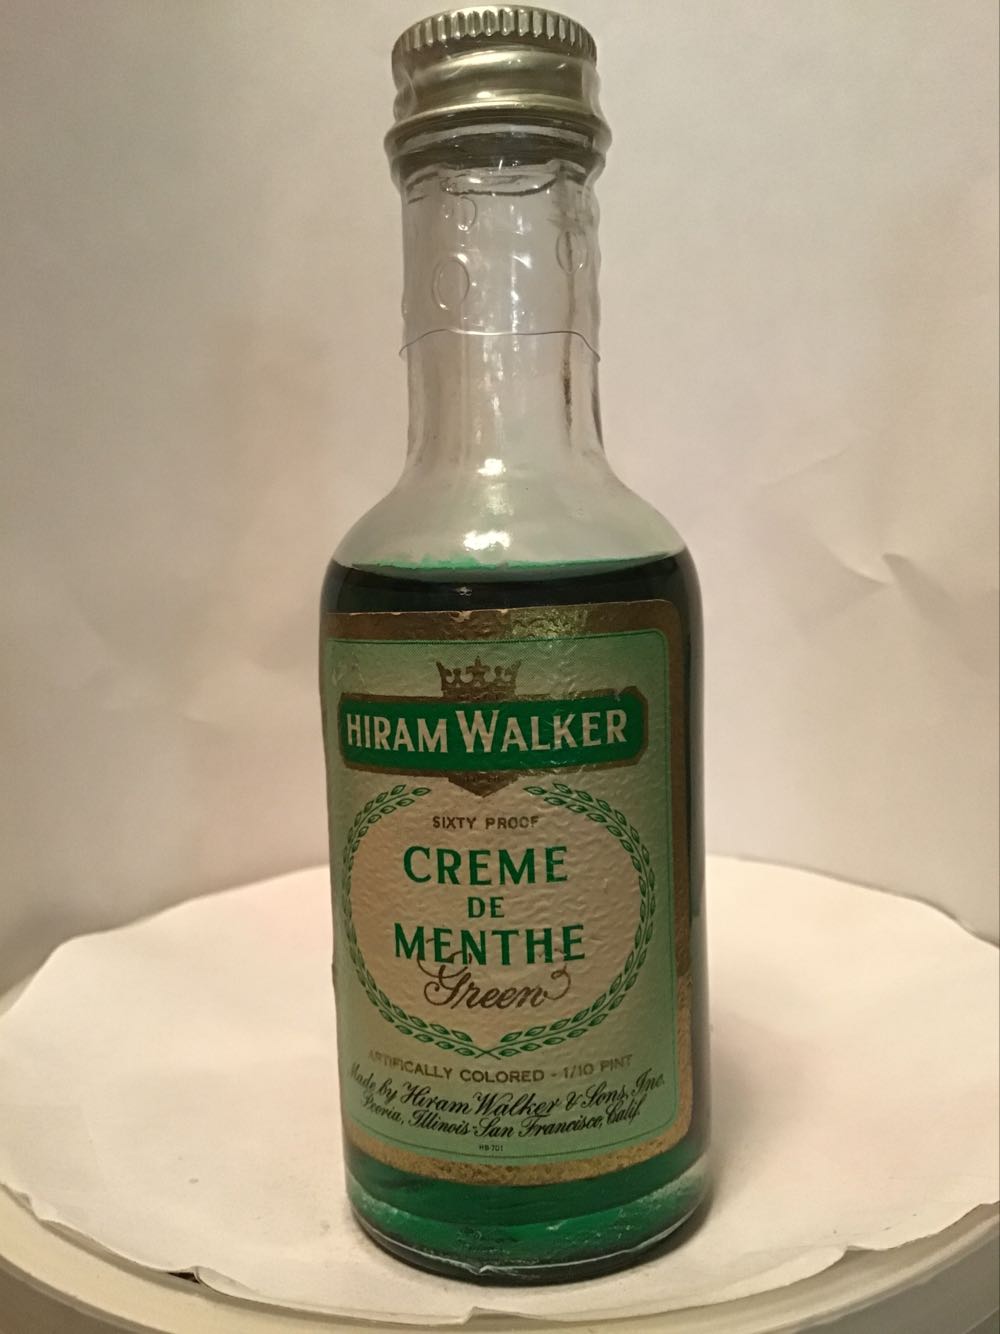 HIRAM WALKER
SIXTY PROOF
CREME
DE
MENTHE
Green
ARTIFICALLY COLORED - 1/10 PINT
Made by Hiram Walker & Sons, Inc.
Peoria, Illinois-San Francisco, Calif.
HB-701